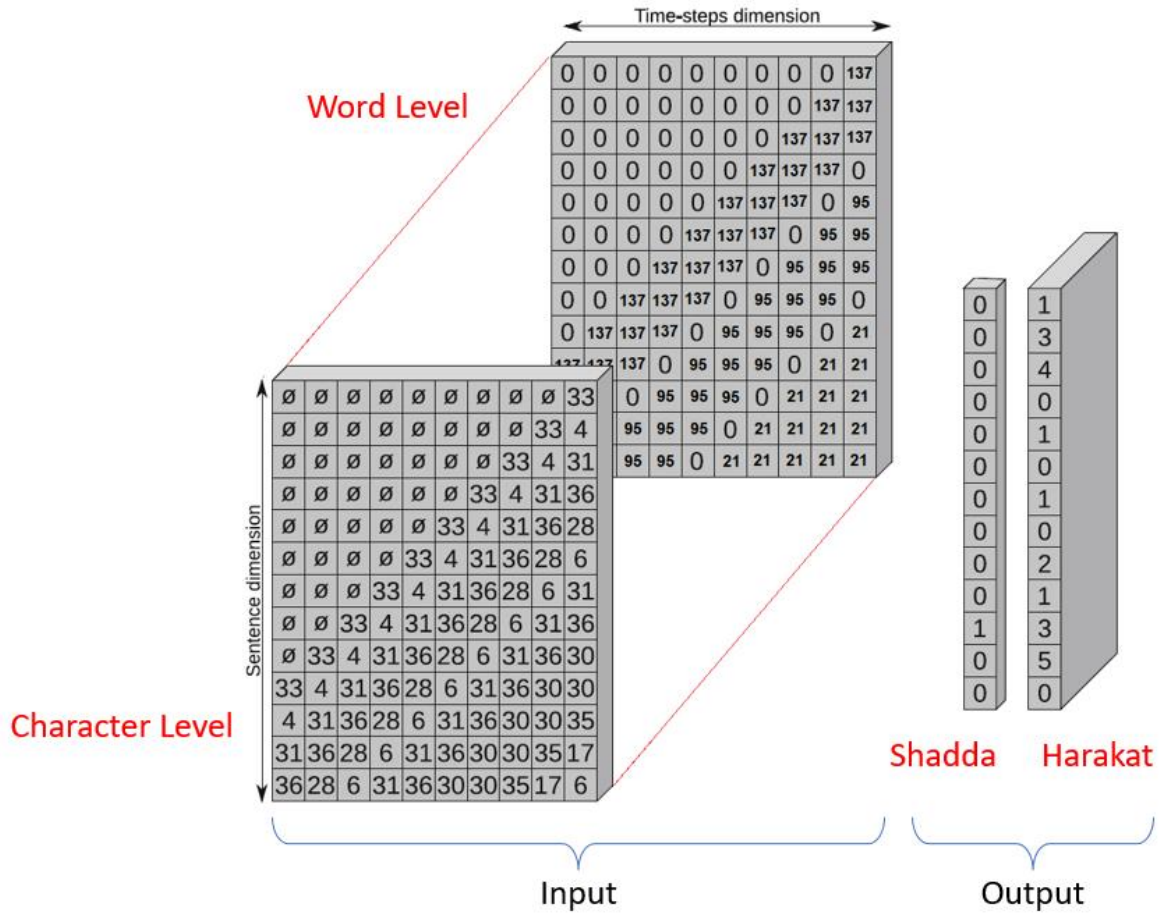 Time-steps dimension
Word Level
0 0 0 0 0 0 0 0 0 137
0 0 0 0 0 0 0 0 137 137
0 0 0 0 0 0 0 137 137 137
0 0 0 0 0 0 137 137 137 0
0 0 0 0 0 137 137 137 0 95
0 0 0 0 137 137 137 0 95 95
0 0 0 137 137 137 0 95 95 95
0 0 137 137 137 0 95 95 95 0
0 137 137 137 0 95 95 95 0 21
137 137 137 0 95 95 95 0 21 21
0 95 95 95 0 21 21 21
95 95 95 0 21 21 21 21
95 95 0 21 21 21 21 21
Sentence dimension
Character Level
ø ø ø ø ø ø ø ø ø 33
ø ø ø ø ø ø ø ø 33 4
ø ø ø ø ø ø ø 33 4 31
ø ø ø ø ø ø 33 4 31 36
ø ø ø ø ø 33 4 31 36 28
ø ø ø ø 33 4 31 36 28 6
ø ø ø 33 4 31 36 28 6 31
ø ø 33 4 31 36 28 6 31 36
ø 33 4 31 36 28 6 31 36 30
33 4 31 36 28 6 31 36 30 30
4 31 36 28 6 31 36 30 30 35
31 36 28 6 31 36 30 30 35 17
36 28 6 31 36 30 30 35 17 6
0 1
0 3
0 4
0 0
0 1
0 0
0 1
0 0
0 2
0 1
1 3
0 5
0 0
Shadda Harakat
Input Output